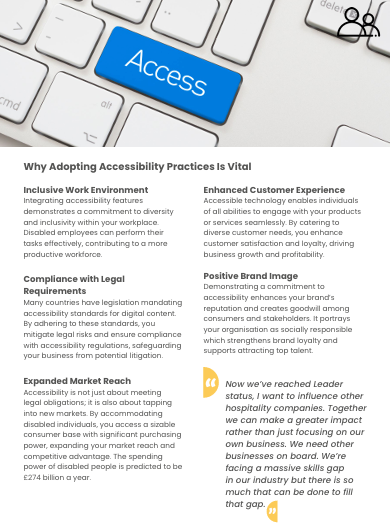 delete
Access
cmd
alt
Why Adopting Accessibility Practices Is Vital
Inclusive Work Environment
Integrating accessibility features
demonstrates a commitment to diversity
and inclusivity within your workplace.
Disabled employees can perform their
tasks effectively, contributing to a more
productive workforce.
Compliance with Legal
Requirements
Many countries have legislation mandating
accessibility standards for digital content.
By adhering to these standards, you
mitigate legal risks and ensure compliance
with accessibility regulations, safeguarding
your business from potential litigation.
Expanded Market Reach
Accessibility is not just about meeting
legal obligations; it is also about tapping
into new markets. By accommodating
disabled individuals, you access a sizable
consumer base with significant purchasing
power, expanding your market reach and
competitive advantage. The spending
power of disabled people is predicted to be
£274 billion a year.
Enhanced Customer Experience
Accessible technology enables individuals
of all abilities to engage with your products
or services seamlessly. By catering to
diverse customer needs, you enhance
customer satisfaction and loyalty, driving
business growth and profitability.
Positive Brand Image
Demonstrating a commitment to
accessibility enhances your brand's
reputation and creates goodwill among
consumers and stakeholders. It portrays
your organisation as socially responsible
which strengthens brand loyalty and
supports attracting top talent.
“
Now we've reached Leader
status, I want to influence other
hospitality companies. Together
we can make a greater impact
rather than just focusing on our
own business. We need other
businesses on board. We're
facing a massive skills gap
in our industry but there is so
much that can be done to fill
that gap. ”